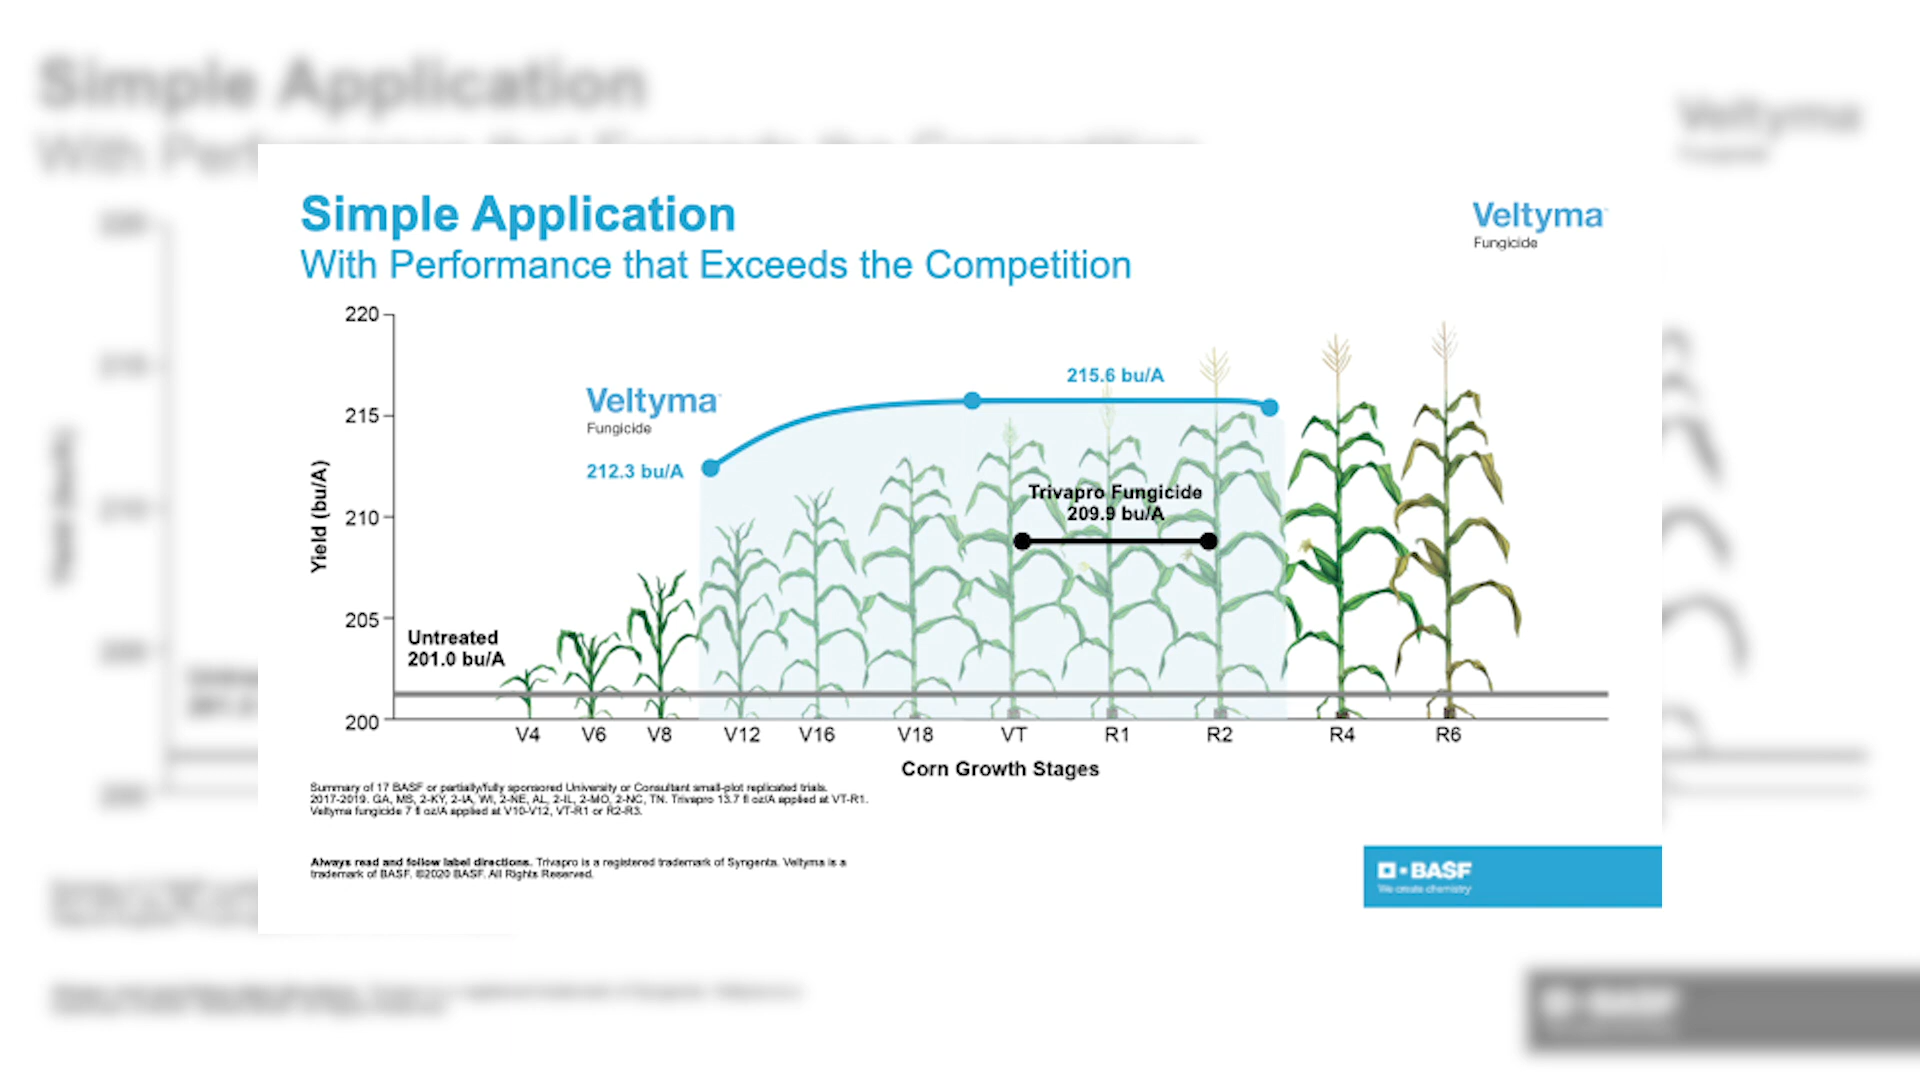 Simple Application
With Performance that Exceeds the Competition
Veltyma
Fungicide
220
215
210
205
200
Yield (bu/A)
Veltyma
Fungicide
212.3 bu/A
215.6 bu/A
Trivapro Fungicide
209.9 bu/A
Untreated
201.0 bu/A
V4 V6 V8 V12 V16 V18 VT R1 R2 R4 R6
Corn Growth Stages
Summary of 17 BASF or partially/fully sponsored University or Consultant small-plot replicated trials.
2017-2019. GA, MS, 2-KY, 2-IA, WI, 2-NE, AL, 2-IL, 2-MO, 2-NC, TN. Trivapro 13.7 fl oz/A applied at VT-R1.
Veltyma fungicide 7 fl oz/A applied at V10-V12, VT-R1 or R2-R3.
Always read and follow label directions. Trivapro is a registered trademark of Syngenta. Veltyma is a
trademark of BASF. ©2020 BASF. All Rights Reserved.
BASF
We create chemistry